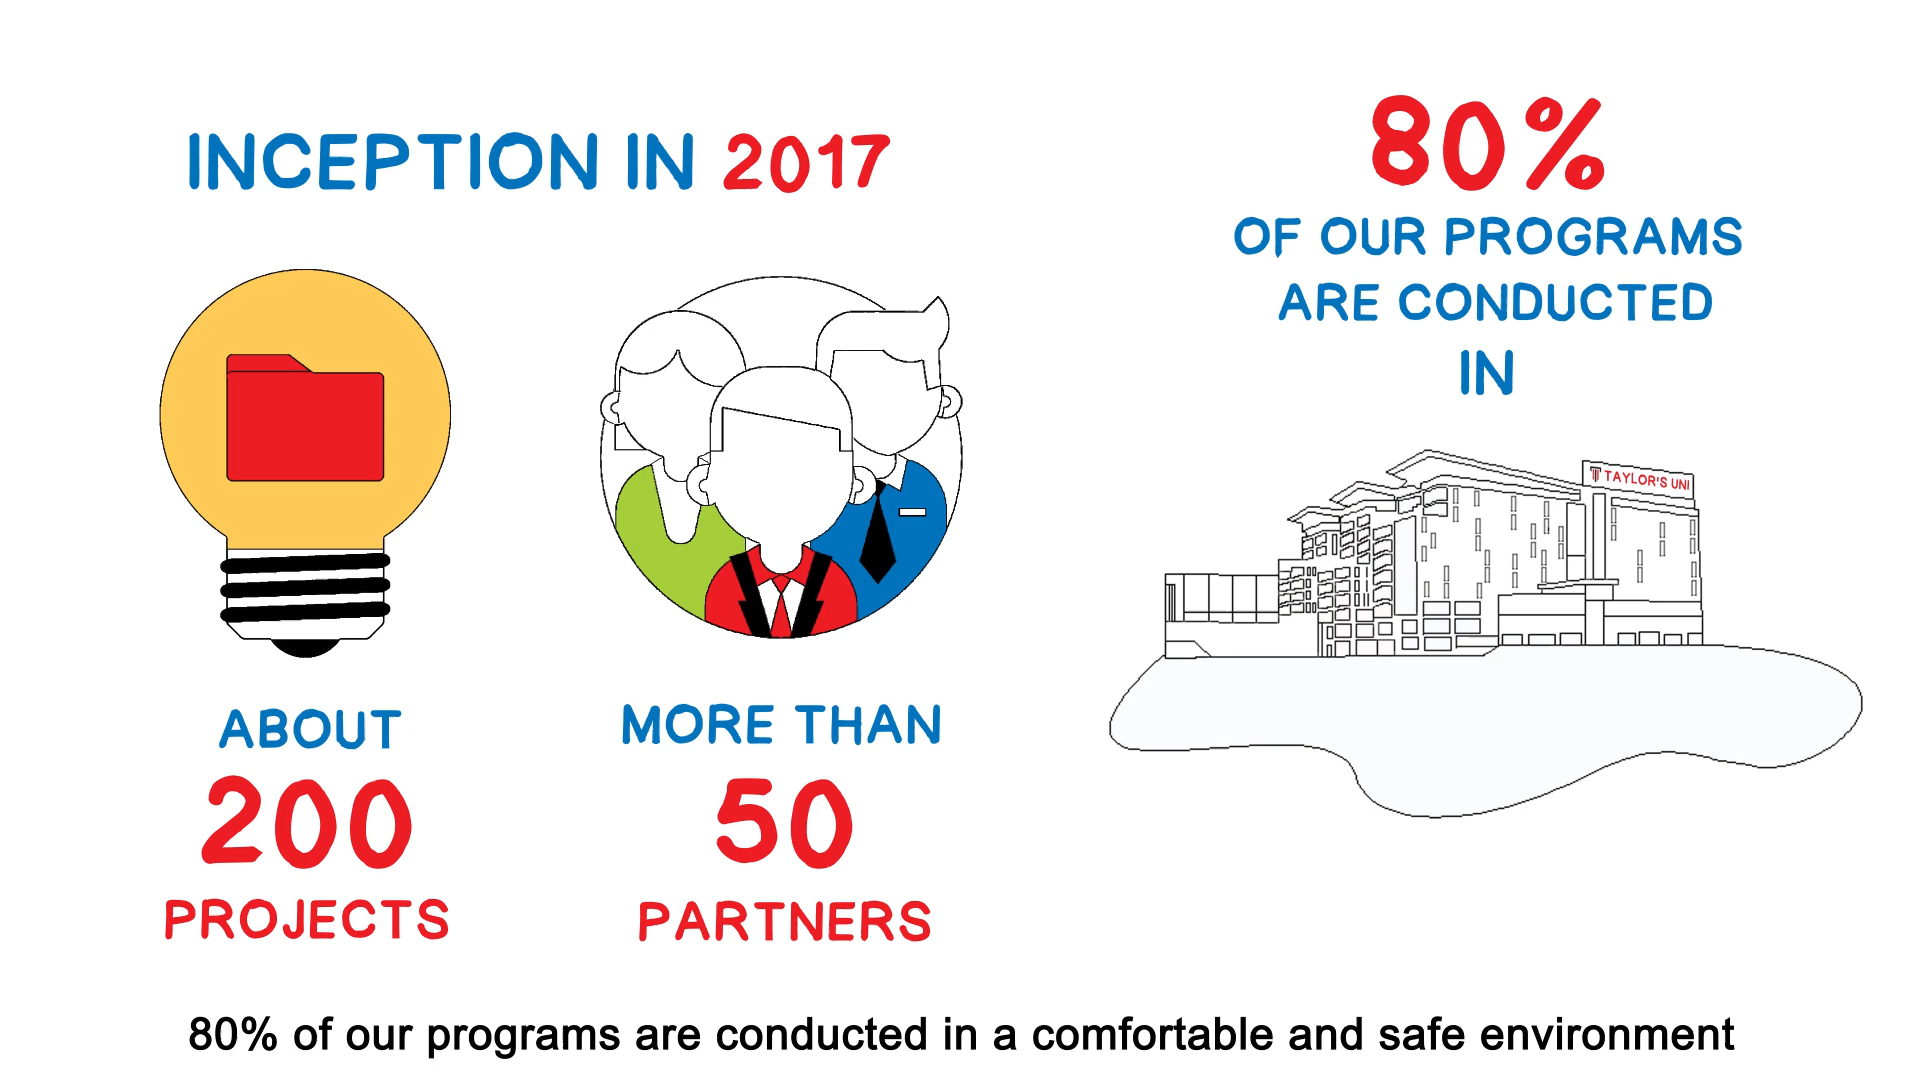 INCEPTION IN 2017
ABOUT
200
PROJECTS
MORE THAN
50
PARTNERS
80%
OF OUR PROGRAMS
ARE CONDUCTED
IN
TAYLOR'S UNI
80% of our programs are conducted in a comfortable and safe environment